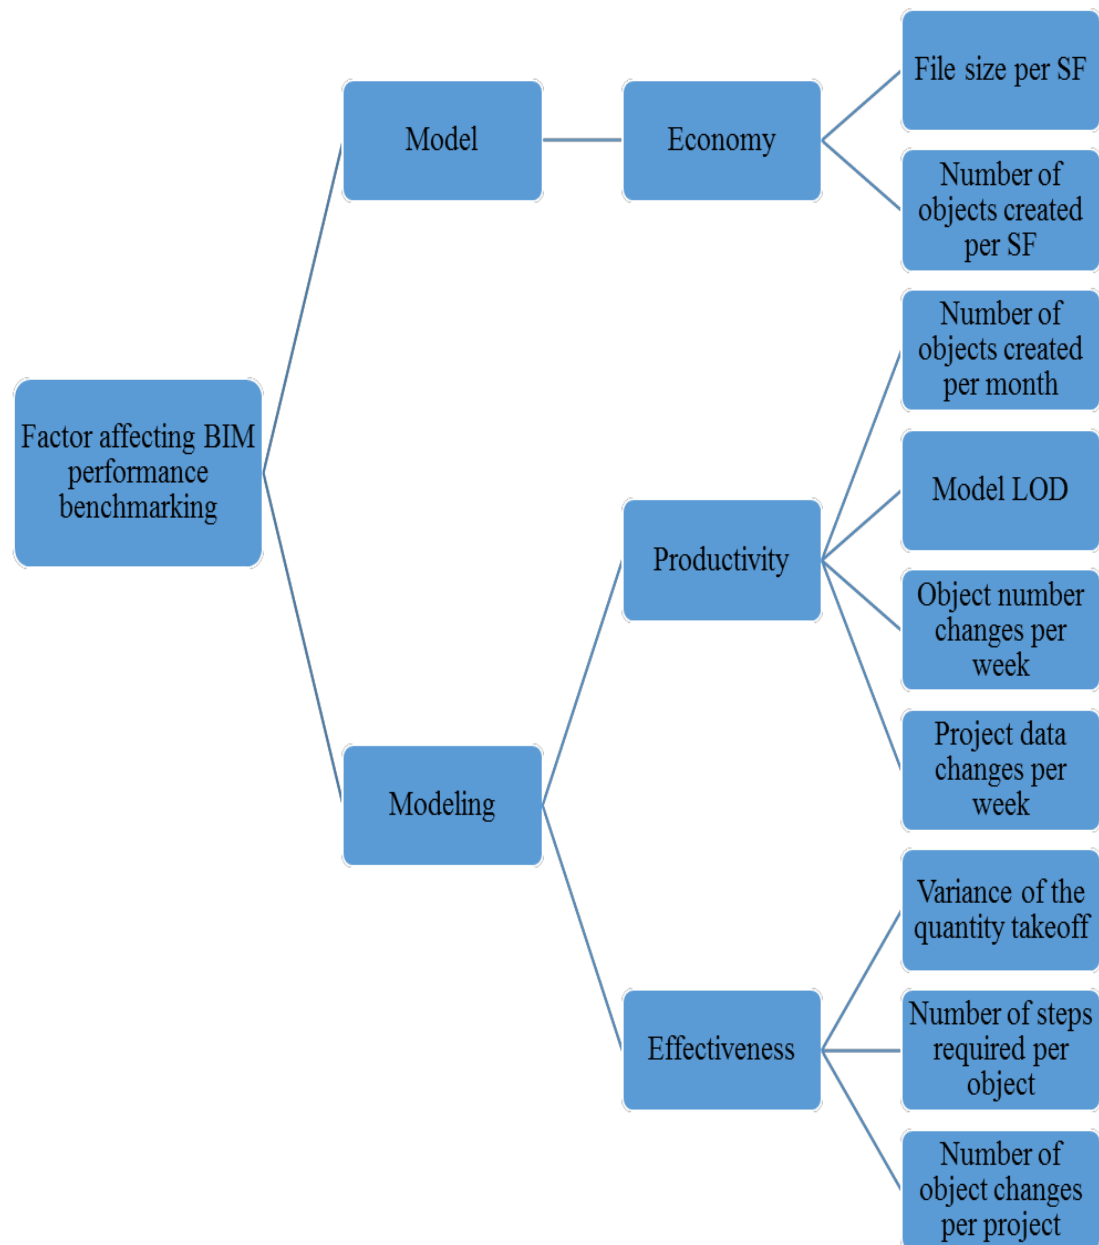 File size per SF
Model
Economy
Number of
objects created
per SF
Number of
objects created
per month
Factor affecting BIM
performance
benchmarking
Model LOD
Productivity
Object number
changes per
week
Project data
changes per
week
Modeling
Variance of the
quantity takeoff
Effectiveness
Number of steps
required per
object
Number of
object changes
per project